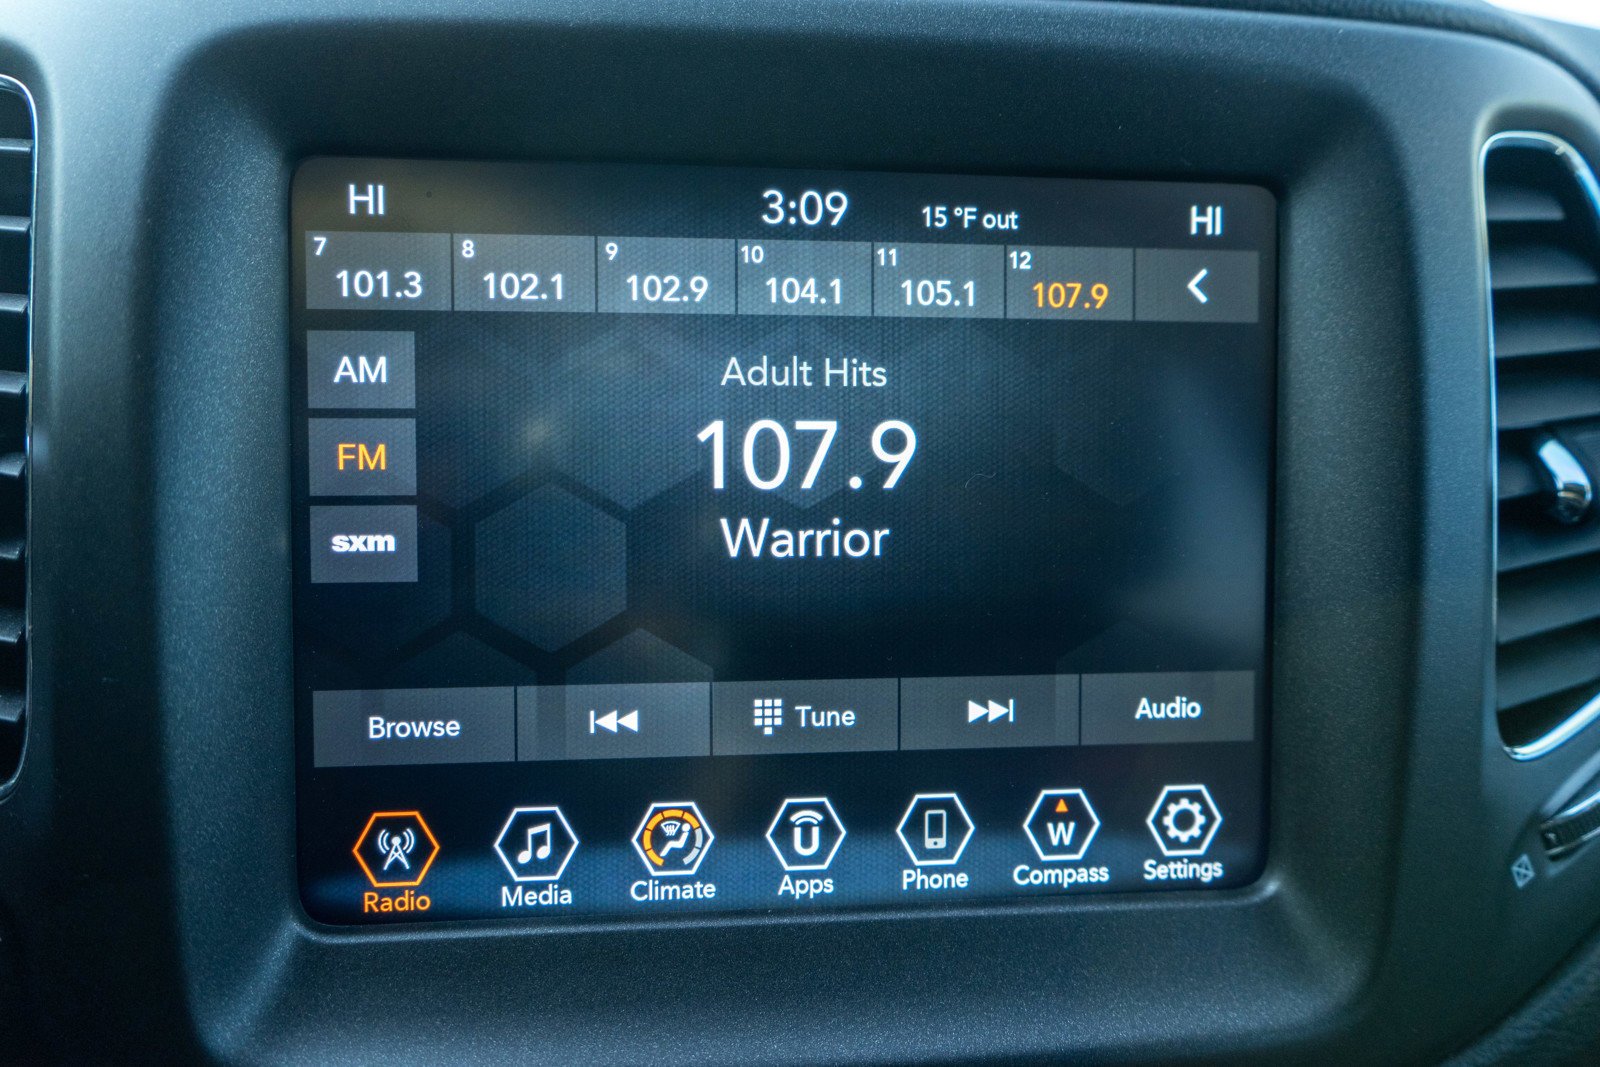 HI 3:09 15 °F out HI
7 8 9 10 11 12
101.3 102.1 102.9 104.1 105.1 107.9
AM
FM
sxm
Adult Hits
107.9
Warrior
Browse Tune Audio
W
Radio Media Climate Apps Phone Compass Settings